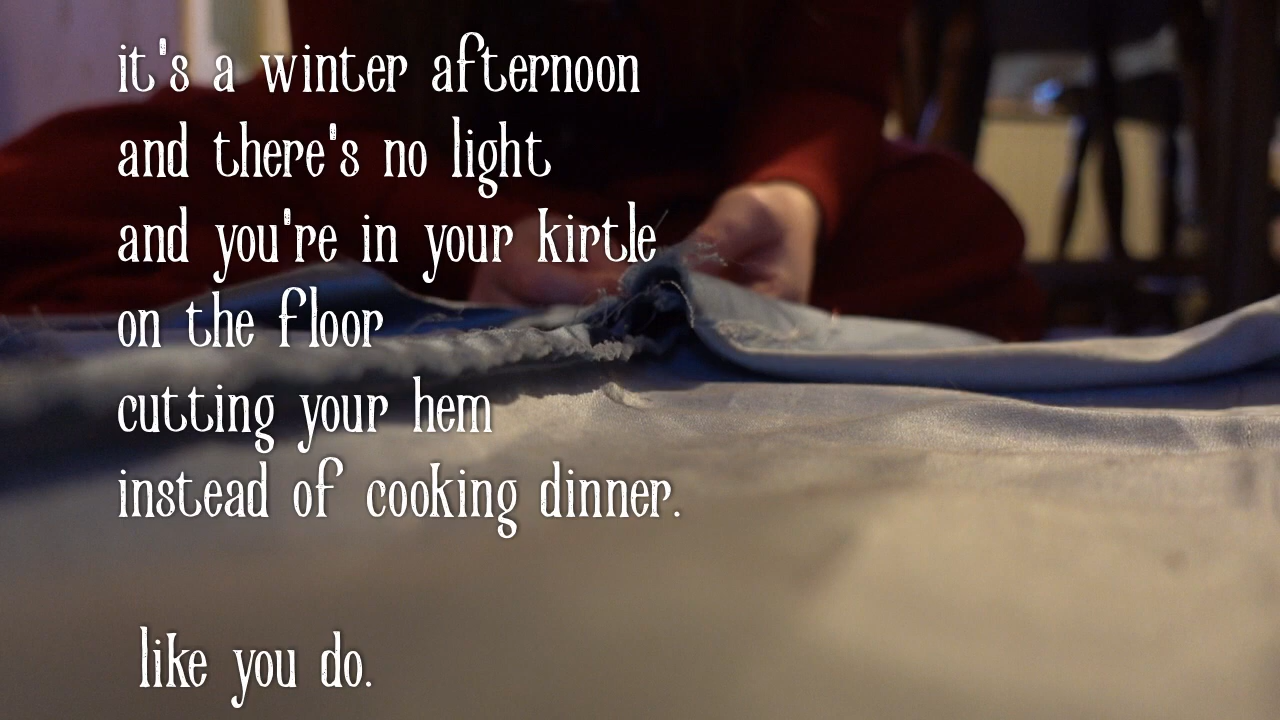 it's a winter afternoon
and there's no light
and you're in your kirtle
on the floor
cutting your hem
instead of cooking dinner.
like you do.